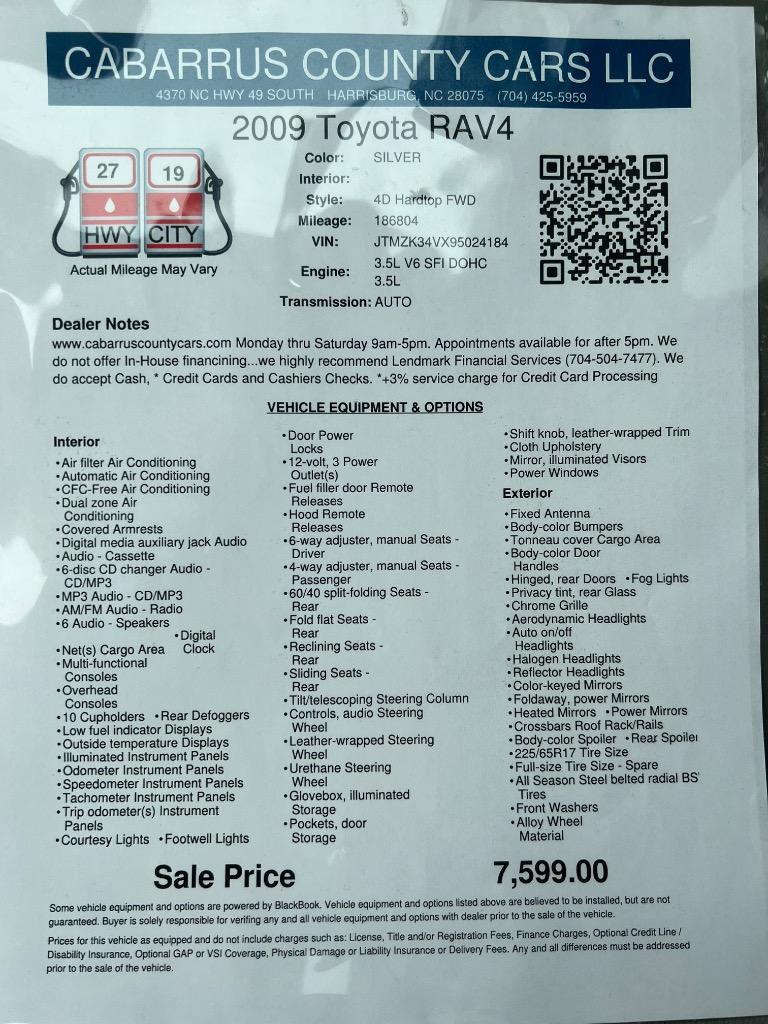 CABARRUS COUNTY CARS LLC
4370 NC HWY 49 SOUTH HARRISBURG, NC 28075 (704) 425-5959
2009 Toyota RAV4
27 19
HWY CITY
Actual Mileage May Vary
Color: SILVER
Interior:
Style: 4D Hardtop FWD
Mileage: 186804
VIN: JTMZK34VX95024184
Engine: 3.5L V6 SFI DOHC
3.5L
Transmission: AUTO
Dealer Notes
www.cabarruscountycars.com Monday thru Saturday 9am-5pm. Appointments available for after 5pm. We
do not offer In-House financining...we highly recommend Lendmark Financial Services (704-504-7477). We
do accept Cash, * Credit Cards and Cashiers Checks. *+3% service charge for Credit Card Processing
VEHICLE EQUIPMENT & OPTIONS
Interior
•Air filter Air Conditioning
•Automatic Air Conditioning
•CFC-Free Air Conditioning
•Dual zone Air
Conditioning
•Covered Armrests
•Digital media auxiliary jack Audio
•Audio - Cassette
•6-disc CD changer Audio -
CD/MP3
•MP3 Audio - CD/MP3
•AM/FM Audio - Radio
•6 Audio - Speakers
•Digital
•Net(s) Cargo Area Clock
•Multi-functional
Consoles
•Overhead
Consoles
•10 Cupholders •Rear Defoggers
•Low fuel indicator Displays
•Outside temperature Displays
•Illuminated Instrument Panels
•Odometer Instrument Panels
•Speedometer Instrument Panels
•Tachometer Instrument Panels
•Trip odometer(s) Instrument
Panels
•Courtesy Lights •Footwell Lights
•Door Power
Locks
•12-volt, 3 Power
Outlet(s)
•Fuel filler door Remote
Releases
•Hood Remote
Releases
•6-way adjuster, manual Seats -
Driver
•4-way adjuster, manual Seats -
Passenger
•60/40 split-folding Seats -
Rear
•Fold flat Seats -
Rear
•Reclining Seats -
Rear
•Sliding Seats -
Rear
•Tilt/telescoping Steering Column
•Controls, audio Steering
Wheel
•Leather-wrapped Steering
Wheel
•Urethane Steering
Wheel
•Glovebox, illuminated
Storage
•Pockets, door
Storage
•Shift knob, leather-wrapped Trim
•Cloth Upholstery
•Mirror, illuminated Visors
•Power Windows
Exterior
•Fixed Antenna
•Body-color Bumpers
•Tonneau cover Cargo Area
•Body-color Door
Handles
•Hinged, rear Doors •Fog Lights
•Privacy tint, rear Glass
•Chrome Grille
•Aerodynamic Headlights
•Auto on/off
Headlights
•Halogen Headlights
•Reflector Headlights
•Color-keyed Mirrors
•Foldaway, power Mirrors
•Heated Mirrors •Power Mirrors
•Crossbars Roof Rack/Rails
•Body-color Spoiler •Rear Spoiler
•225/65R17 Tire Size
•Full-size Tire Size - Spare
•All Season Steel belted radial BS
Tires
•Front Washers
•Alloy Wheel
Material
Sale Price 7,599.00
Some vehicle equipment and options are powered by BlackBook. Vehicle equipment and options listed above are believed to be installed, but are not
guaranteed. Buyer is solely responsible for verifing any and all vehicle equipment and options with dealer prior to the sale of the vehicle.
Prices for this vehicle as equipped and do not include charges such as: License, Title and/or Registration Fees, Finance Charges, Optional Credit Line /
Disability Insurance, Optional GAP or VSI Coverage, Physical Damage or Liability Insurance or Delivery Fees. Any and all differences must be addressed
prior to the sale of the vehicle.